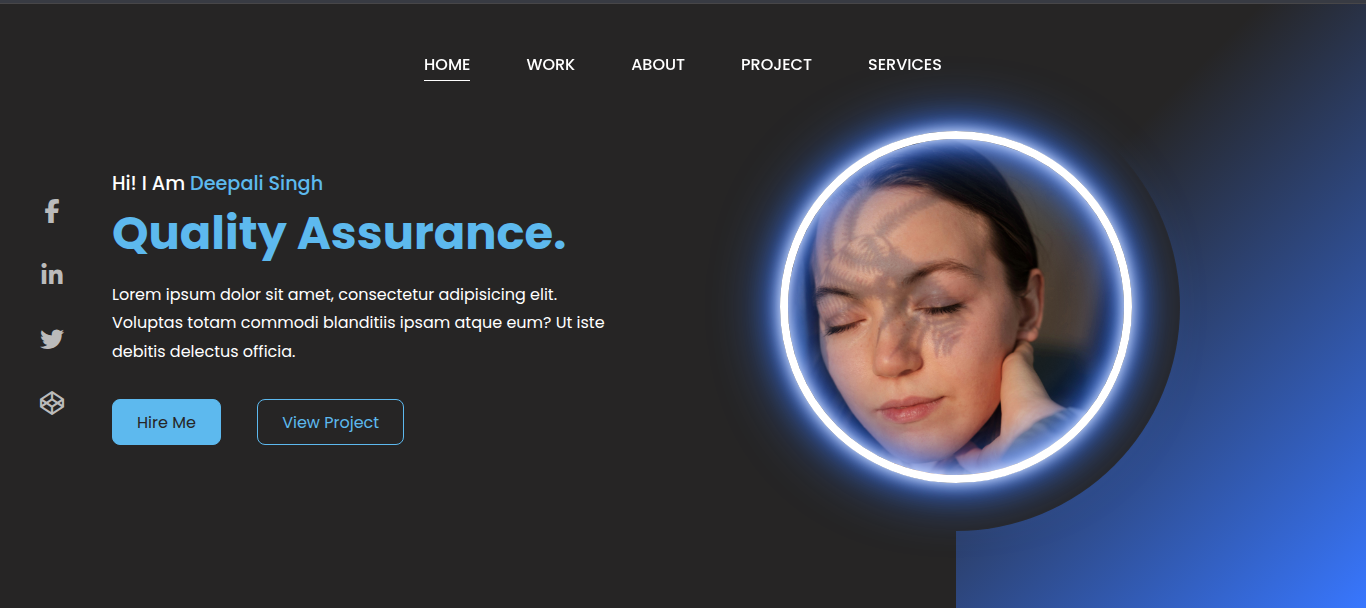 HOME WORK ABOUT PROJECT SERVICES
Hi! I Am Deepali Singh
Quality Assurance.
Lorem ipsum dolor sit amet, consectetur adipisicing elit.
Voluptas totam commodi blanditiis ipsam atque eum? Ut iste
debitis delectus officia.
Hire Me View Project